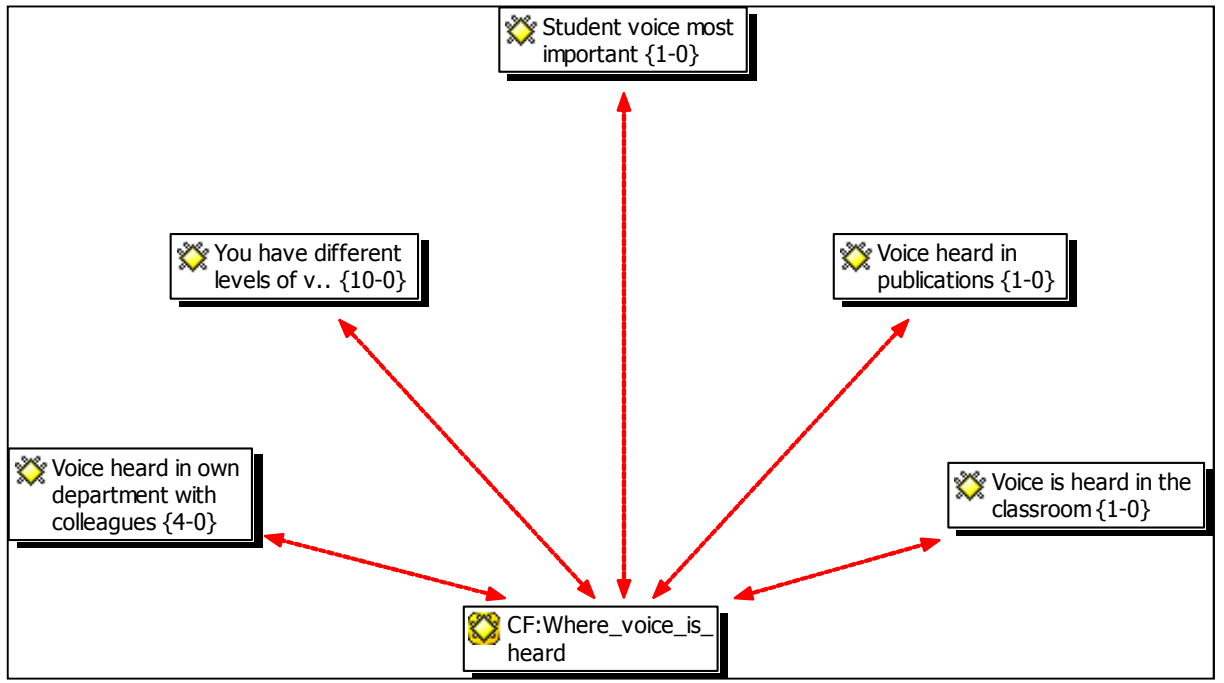 Student voice most
important {1-0}
You have different
levels of v.. {10-0}
Voice heard in
publications {1-0}
Voice heard in own
department with
colleagues {4-0}
Voice is heard in the
classroom {1-0}
CF:Where_voice_is_
heard